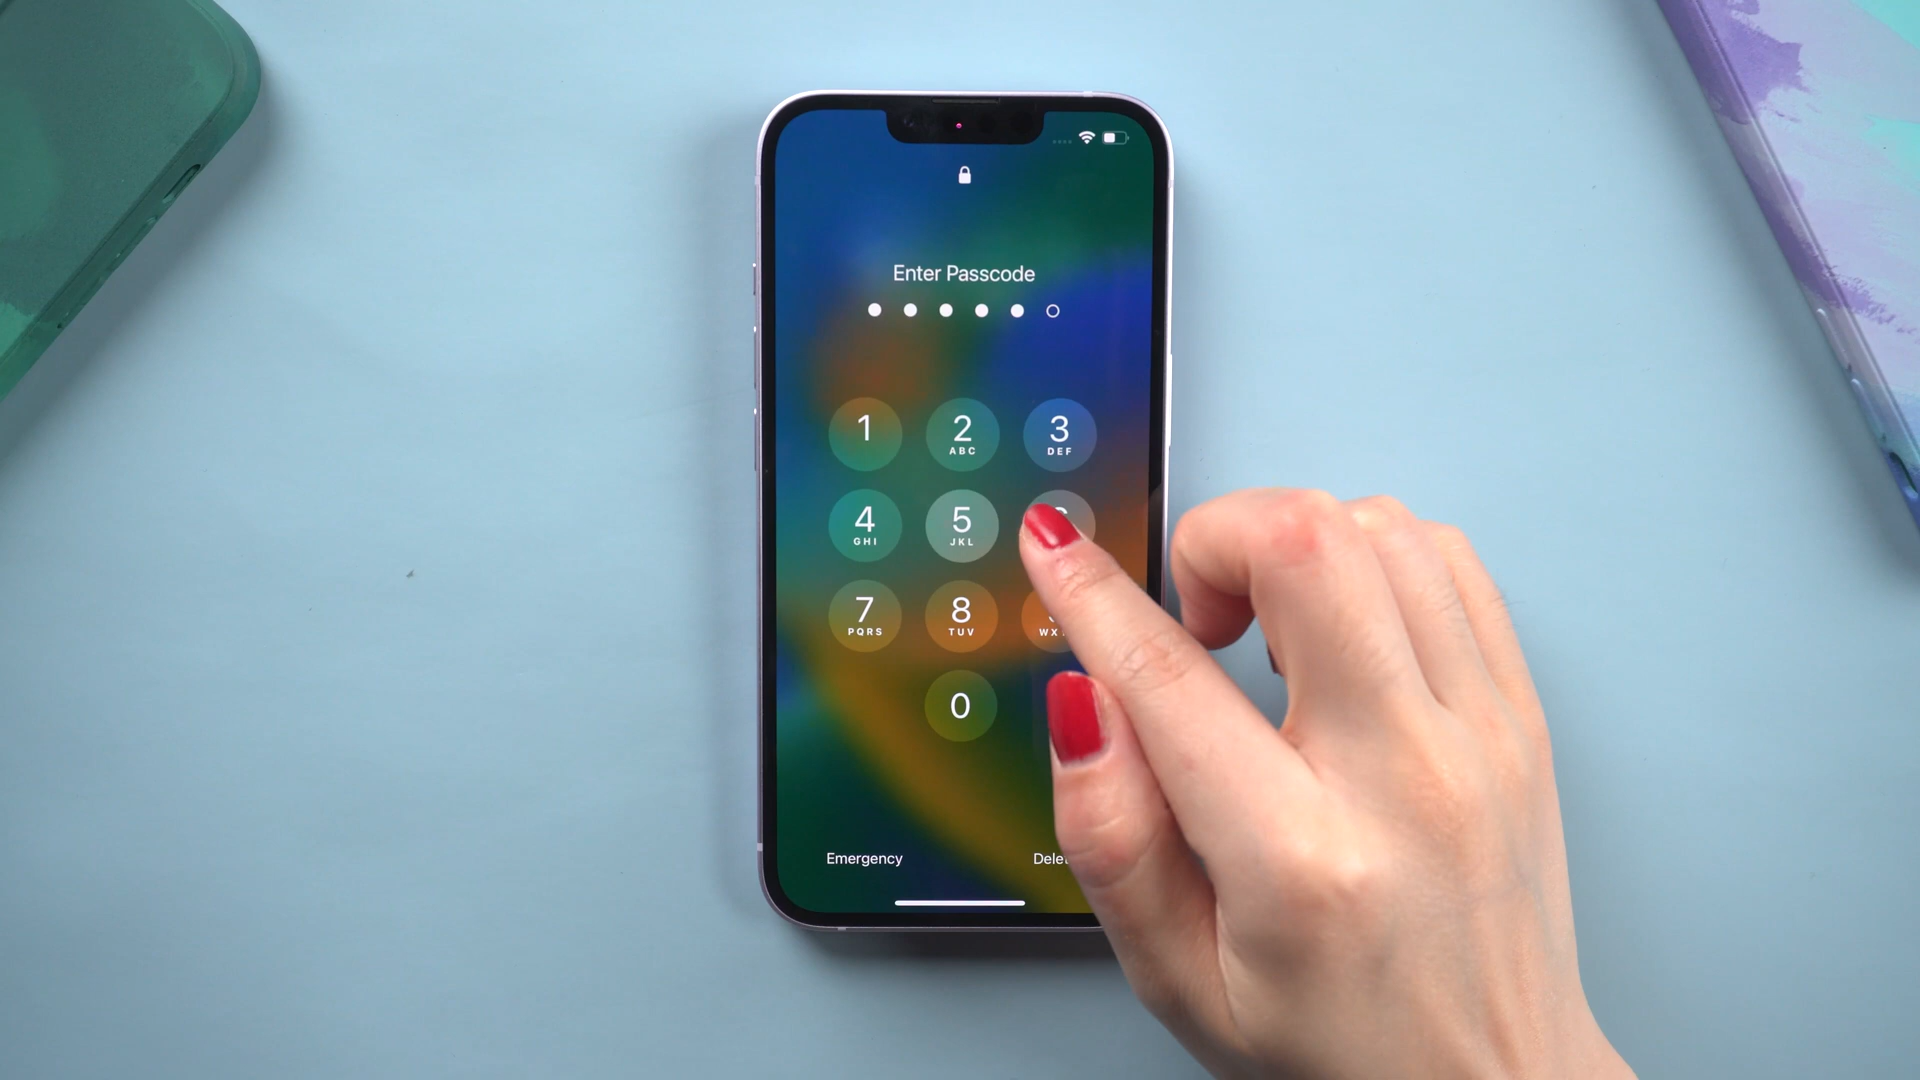 Enter Passcode
1 2 3
ABC DEF
4 5
GHI JKL
7 8
PQRS TUV
0
Emergency